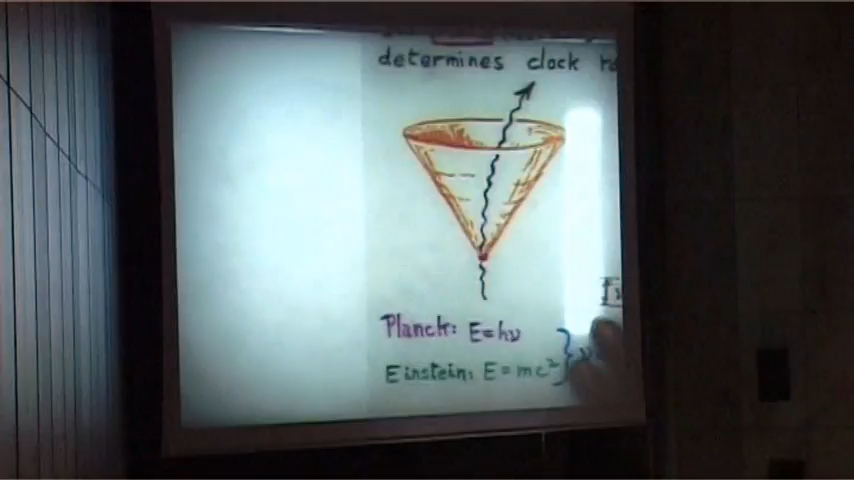 determines clock
Planck: E=hν
Einstein: E=mc²